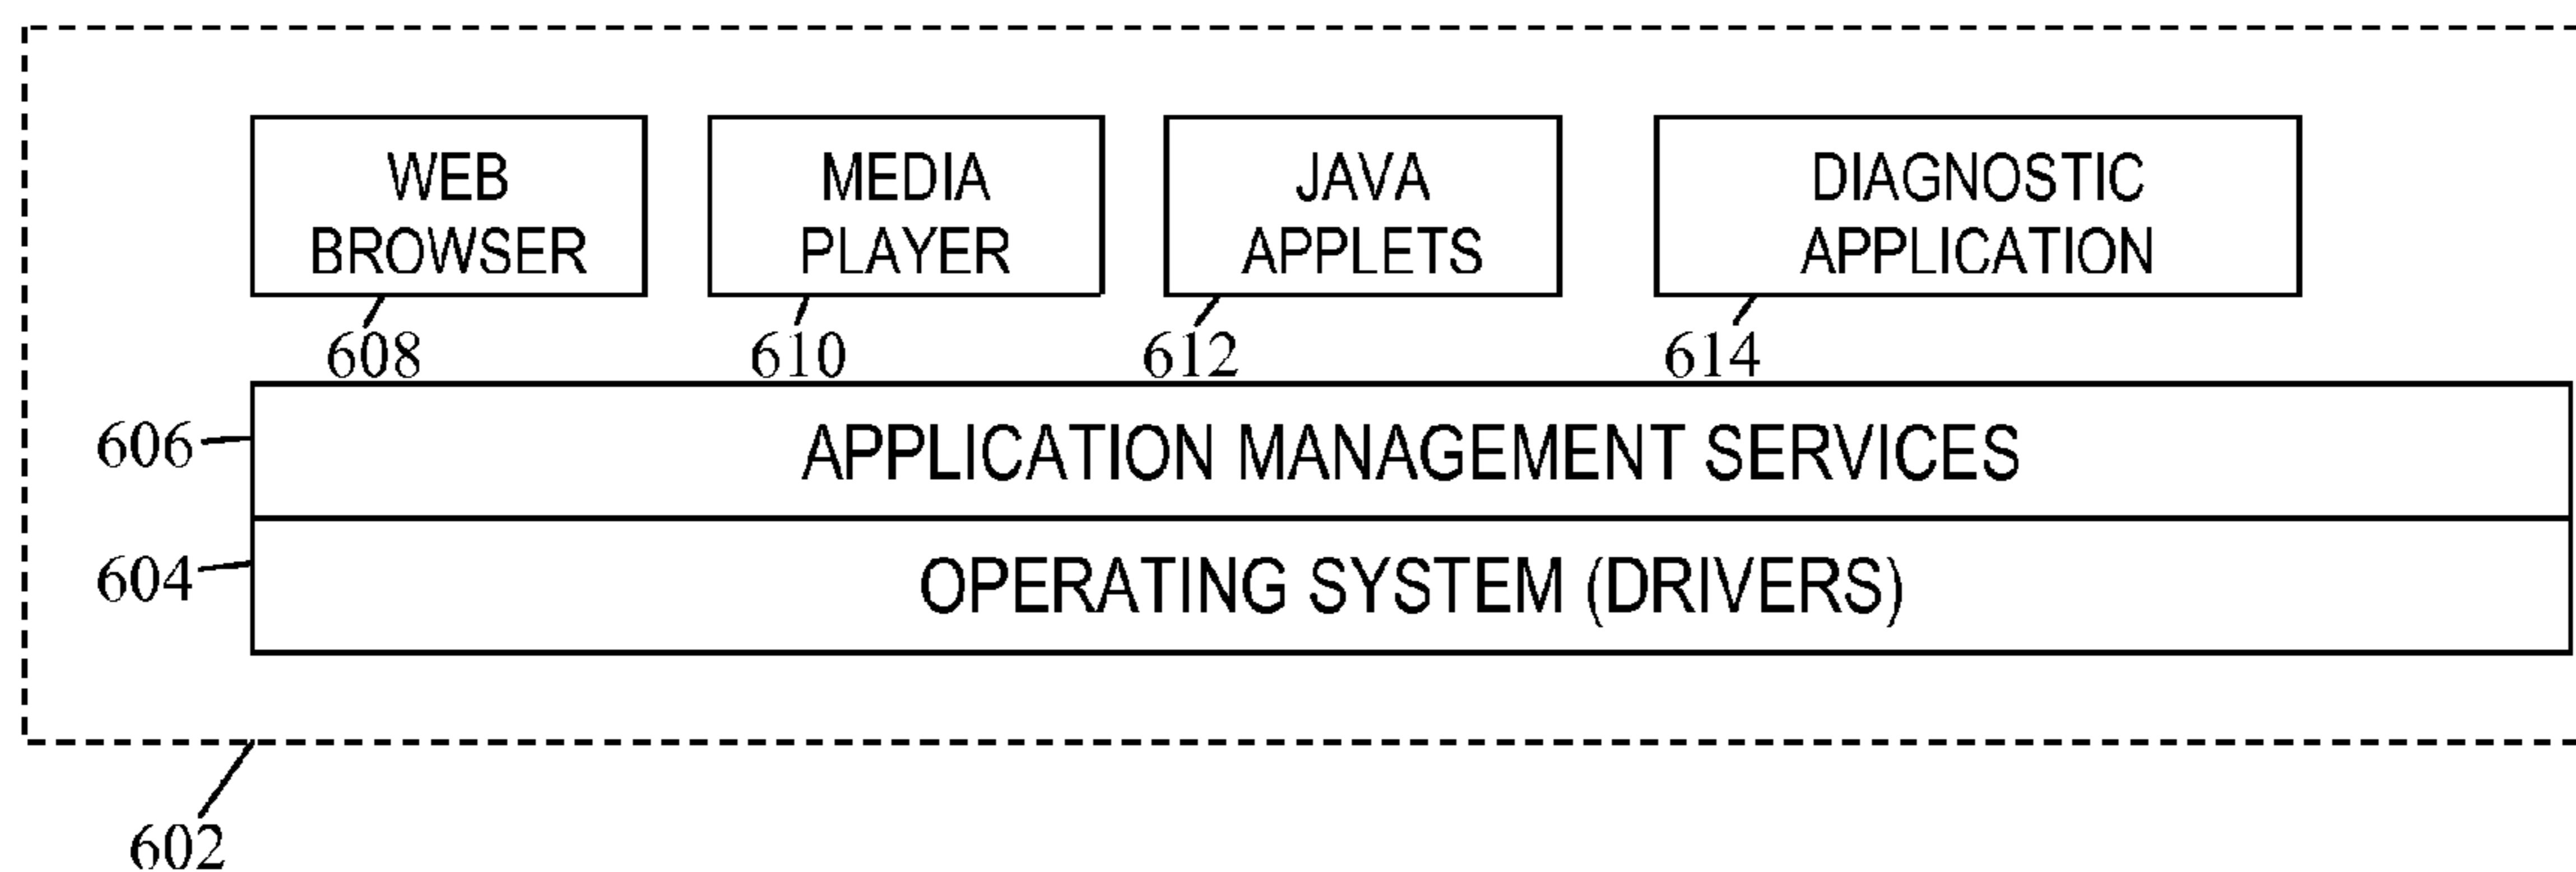 WEB
BROWSER
MEDIA
PLAYER
JAVA
APPLETS
DIAGNOSTIC
APPLICATION
608
610
612
614
606
APPLICATION MANAGEMENT SERVICES
604
OPERATING SYSTEM (DRIVERS)
602